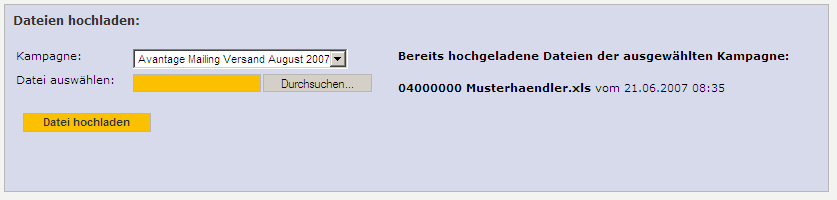 Dateien hochladen:
Kampagne: Avantage Mailing Versand August 2007
Datei auswählen: Durchsuchen...
Datei hochladen
Bereits hochgeladene Dateien der ausgewählten Kampagne:
04000000 Musterhaendler.xls vom 21.06.2007 08:35